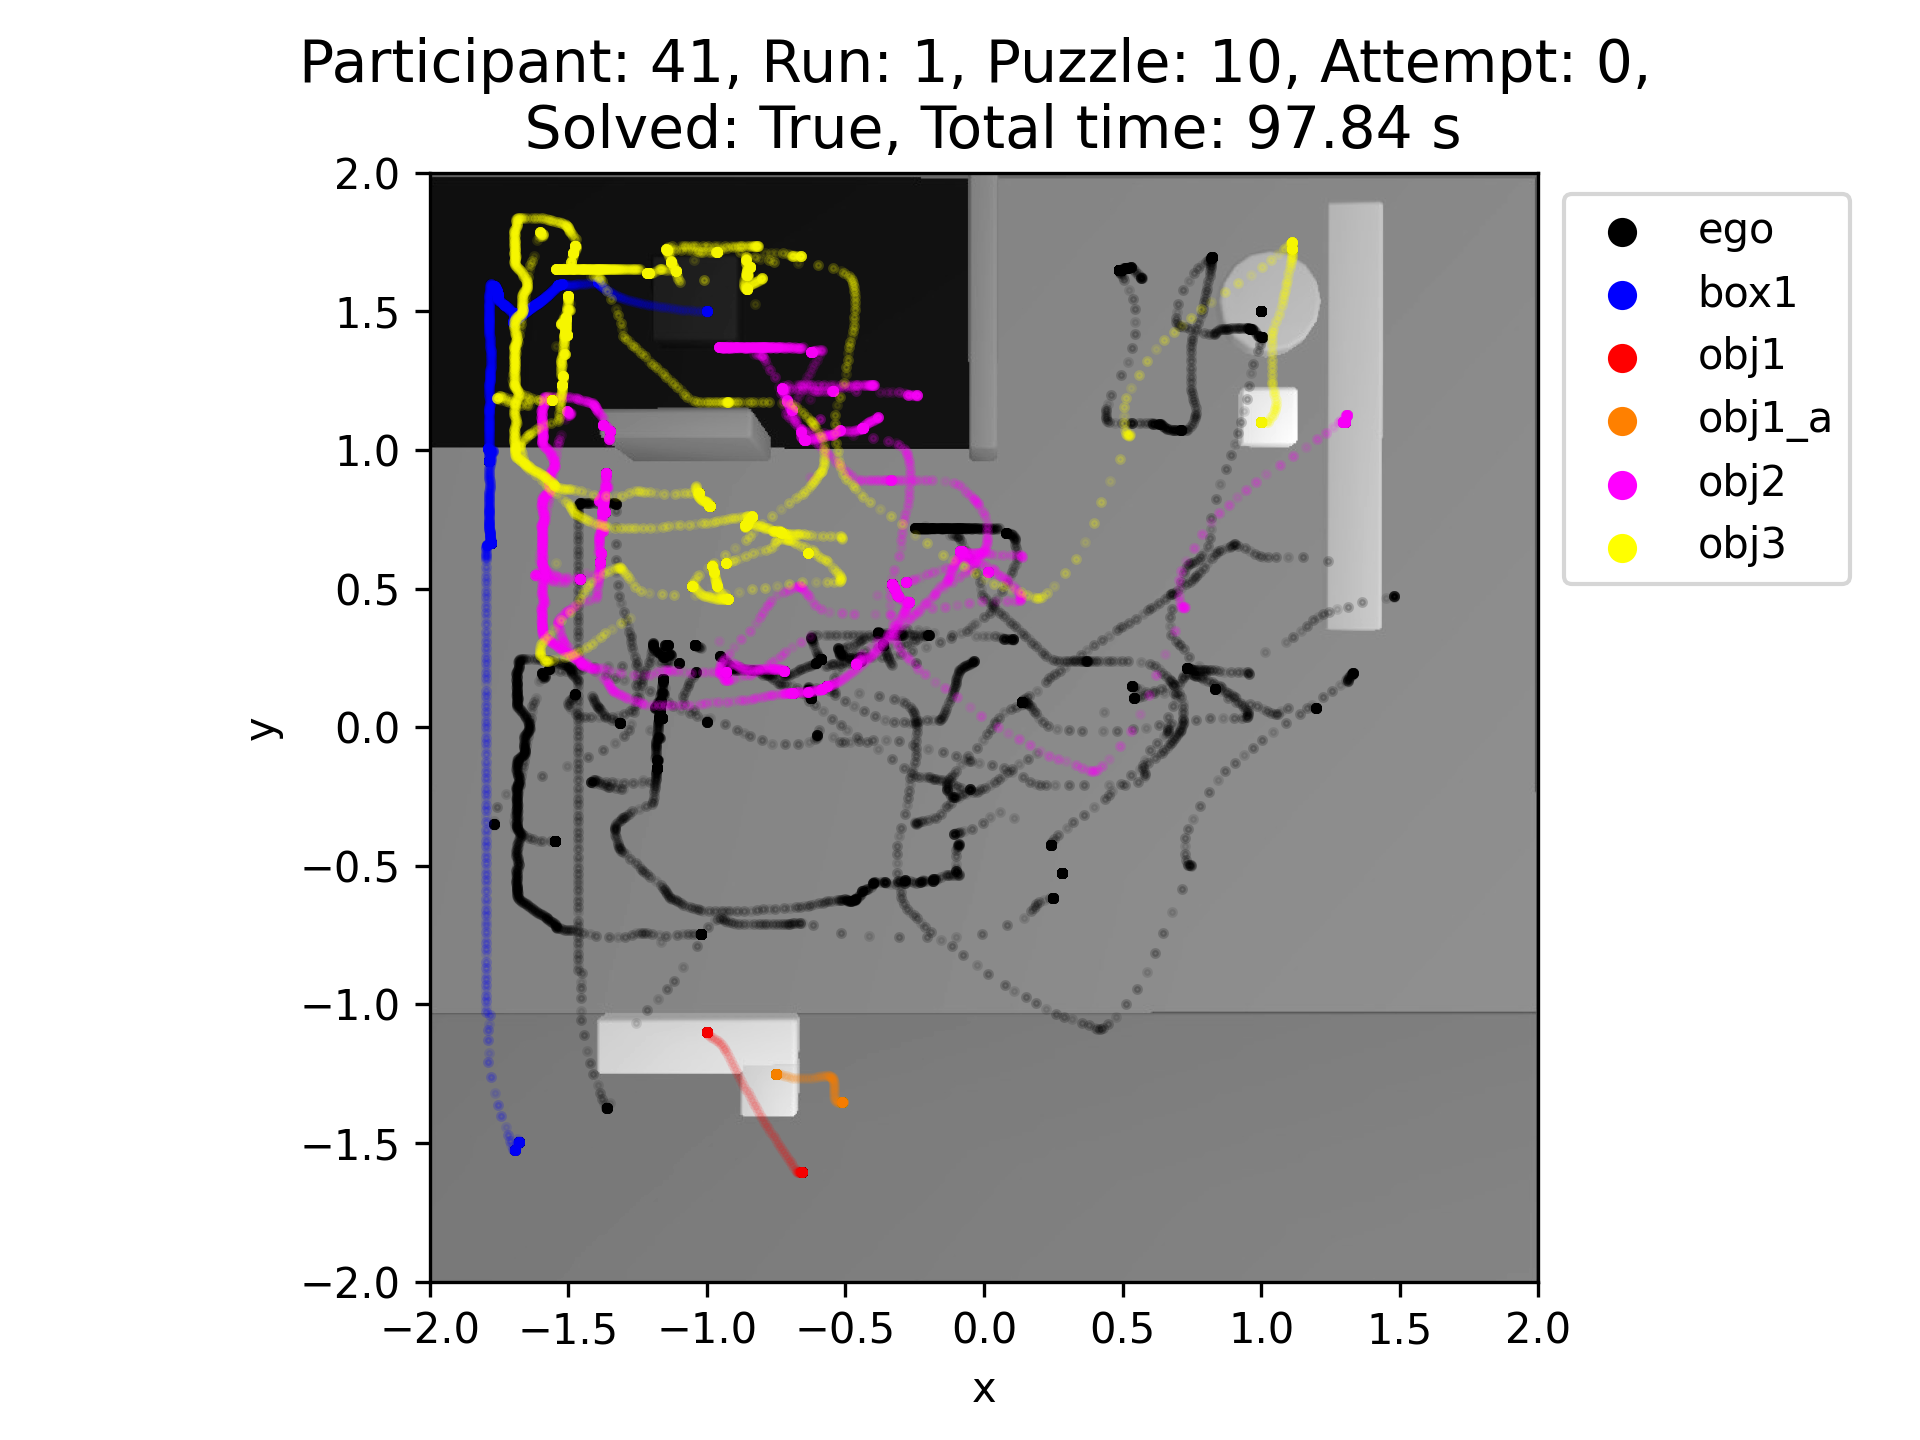 Participant: 41, Run: 1, Puzzle: 10, Attempt: 0,
Solved: True, Total time: 97.84 s
2.0
1.5
1.0
0.5
0.0
−0.5
−1.0
−1.5
−2.0
y
−2.0 −1.5 −1.0 −0.5 0.0 0.5 1.0 1.5 2.0
x
ego
box1
obj1
obj1_a
obj2
obj3